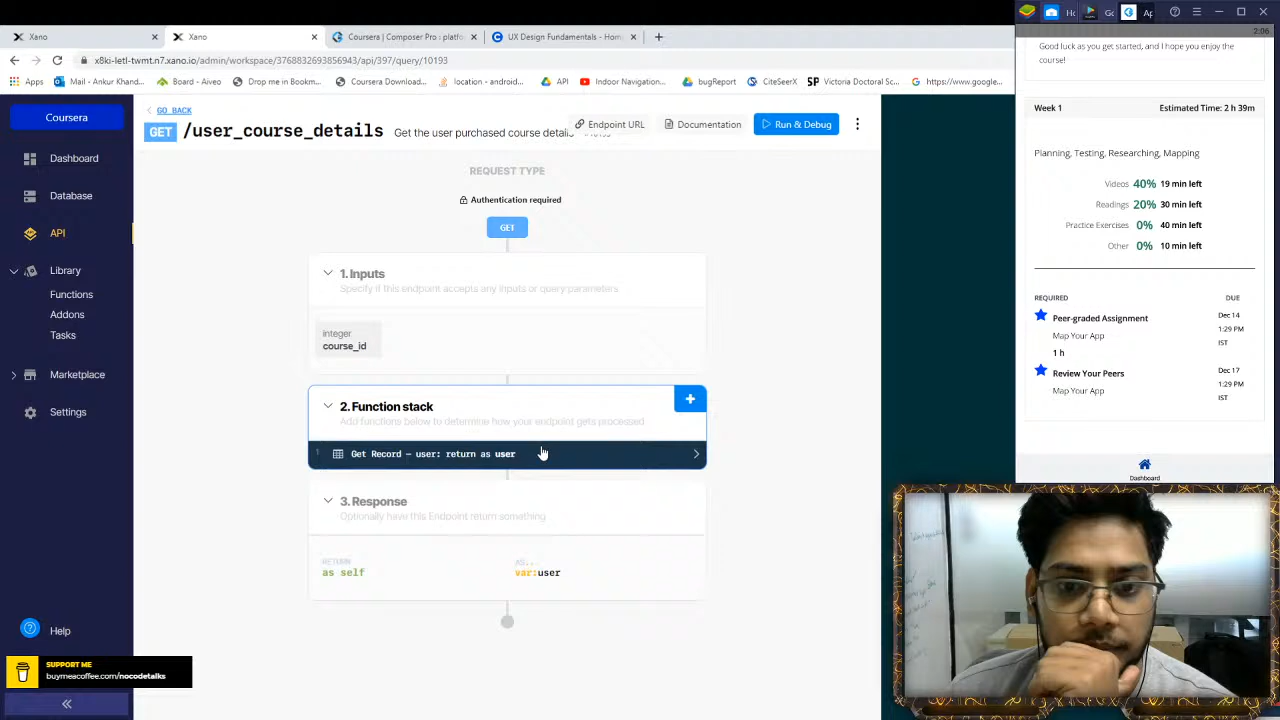 Xano
Xano
Coursera | Composer Pro : platfo
UX Design Fundamentals - Hom
x8ki-letl-twmt.n7.xano.io/admin/workspace/3768832693856943/api/397/query/10193
Apps
Mail - Ankur Khand...
Board - Aiveo
Drop me in Bookm...
Coursera Download...
location - android...
API
Indoor Navigation...
bugReport
CiteSeerX
Victoria Doctoral Sc...
https://www.google...
Coursera
Dashboard
Database
API
Library
Functions
Addons
Tasks
Marketplace
Settings
Help
SUPPORT ME
buymeacoffee.com/nocodetalks
GO BACK
GET /user_course_details Get the user purchased course details
Endpoint URL
Documentation
Run & Debug
REQUEST TYPE
Authentication required
GET
1. Inputs
Specify if this endpoint accepts any inputs or query parameters
integer
course_id
2. Function stack
Add functions below to determine how your endpoint gets processed
1 Get Record – user: return as user
3. Response
Optionally have this Endpoint return something
RETURN
as self
AS..
var:user
Ho
Go
Ap
2:06
Good luck as you get started, and I hope you enjoy the
course!
Week 1 Estimated Time: 2 h 39m
Planning, Testing, Researching, Mapping
Videos 40% 19 min left
Readings 20% 30 min left
Practice Exercises 0% 40 min left
Other 0% 10 min left
REQUIRED DUE
Peer-graded Assignment
Map Your App
1 h
Dec 14
1:29 PM
IST
Review Your Peers
Map Your App
Dec 17
1:29 PM
IST
Dashboard